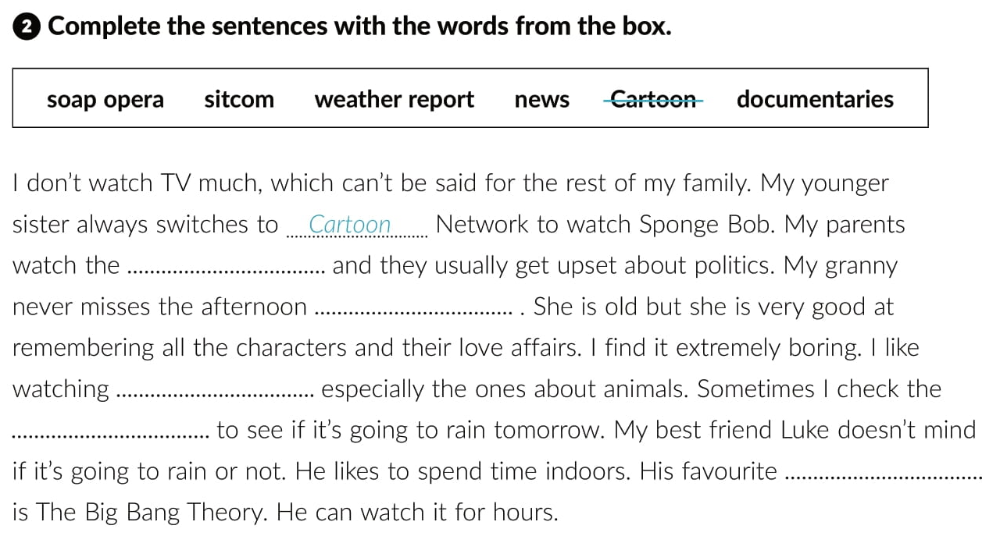 2 Complete the sentences with the words from the box.
soap opera sitcom weather report news Cartoon documentaries
I don't watch TV much, which can't be said for the rest of my family. My younger
sister always switches to ....Cartoon...... Network to watch Sponge Bob. My parents
watch the .................................. and they usually get upset about politics. My granny
never misses the afternoon .................................. . She is old but she is very good at
remembering all the characters and their love affairs. I find it extremely boring. I like
watching .................................. especially the ones about animals. Sometimes I check the
.................................. to see if it's going to rain tomorrow. My best friend Luke doesn't mind
if it's going to rain or not. He likes to spend time indoors. His favourite ..................................
is The Big Bang Theory. He can watch it for hours.